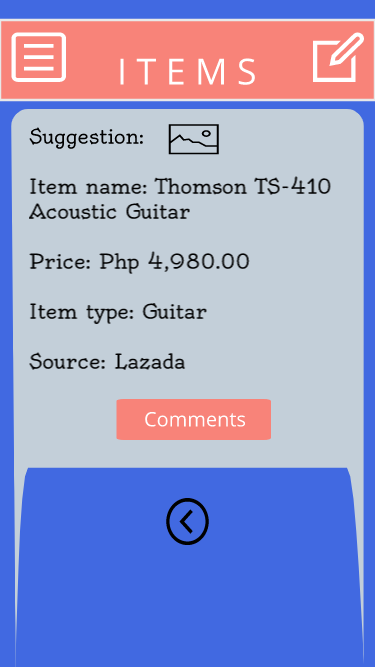 ITEMS
Suggestion:
Item name: Thomson TS-410
Acoustic Guitar
Price: Php 4,980.00
Item type: Guitar
Source: Lazada
Comments